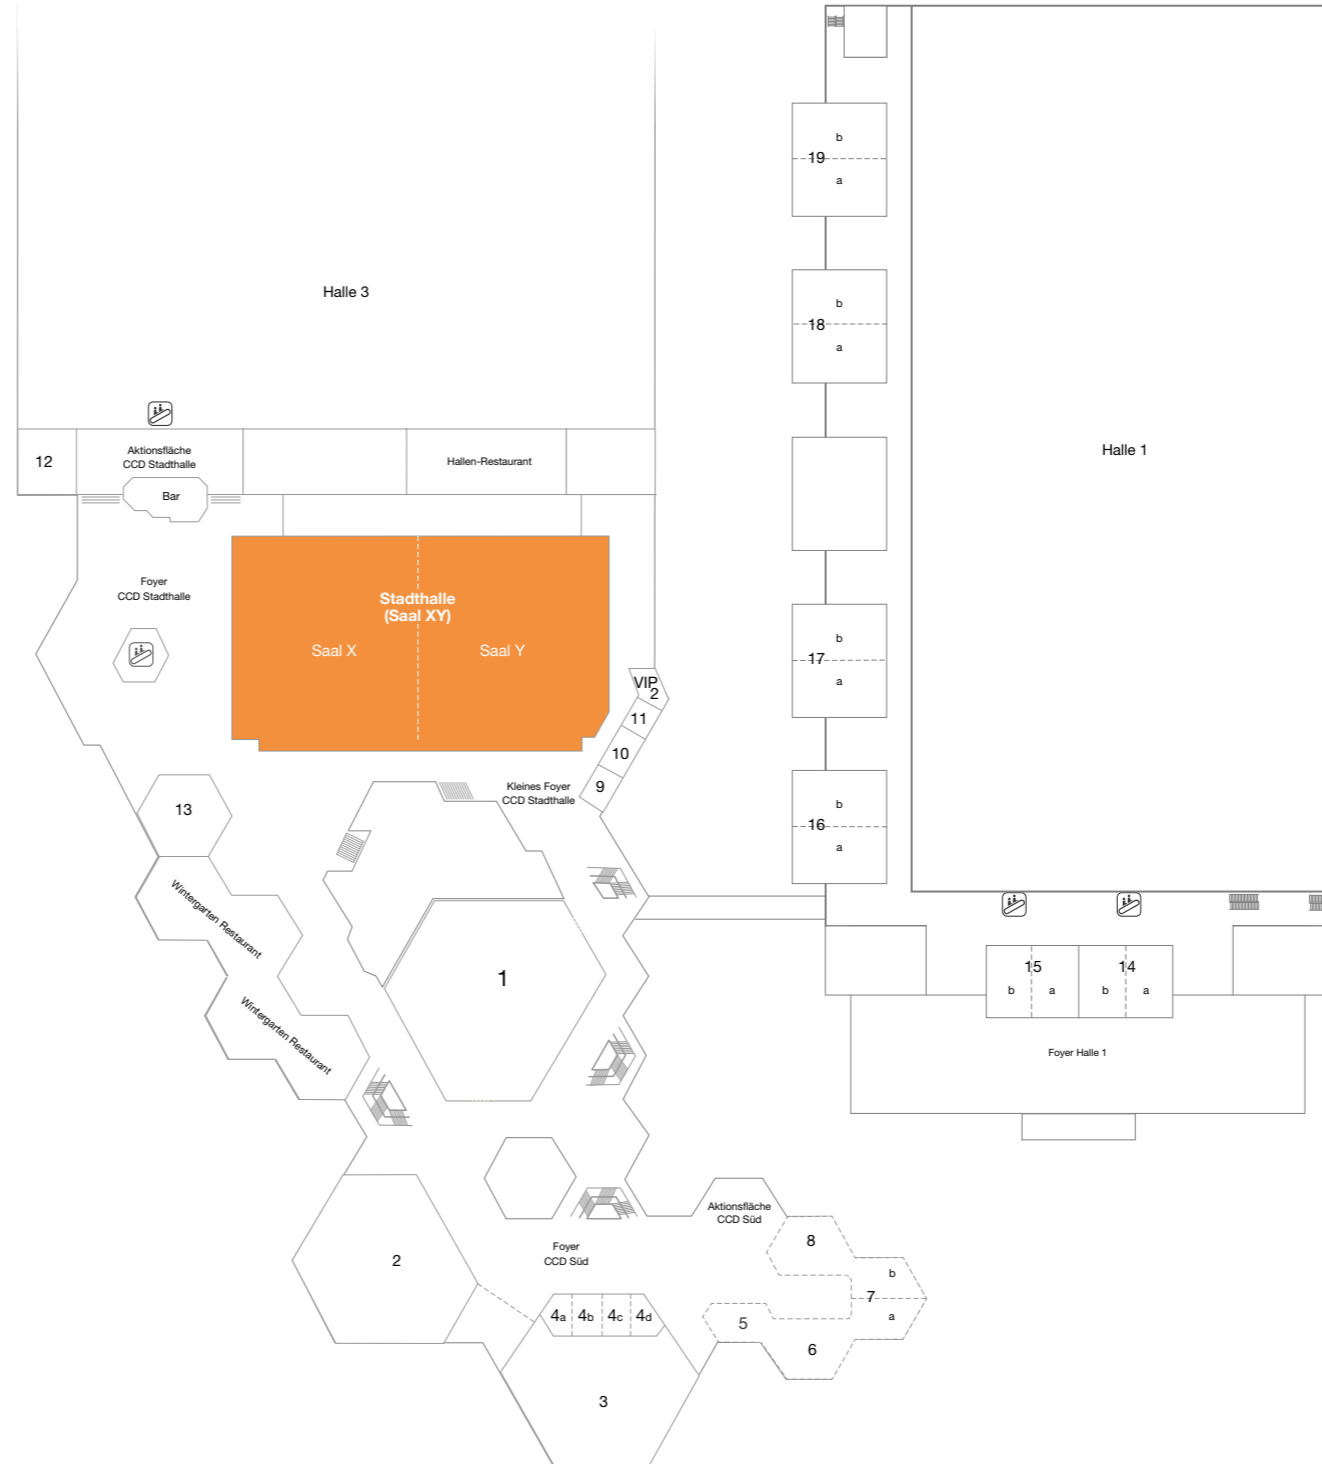 b
19
a
Halle 3
b
18
a
Halle 1
12
Aktionsfläche
CCD Stadthalle
Hallen-Restaurant
Bar
Foyer
CCD Stadthalle
Stadthalle
(Saal XY)
Saal X
Saal Y
b
17
a
VIP
2
11
10
9
Kleines Foyer
CCD Stadthalle
13
b
16
a
Wintergarten Restaurant
Wintergarten Restaurant
1
15
14
b
a
b
a
Foyer Halle 1
Aktionsfläche
CCD Süd
8
Foyer
CCD Süd
2
b
7
a
4a
4b
4c
4d
5
6
3